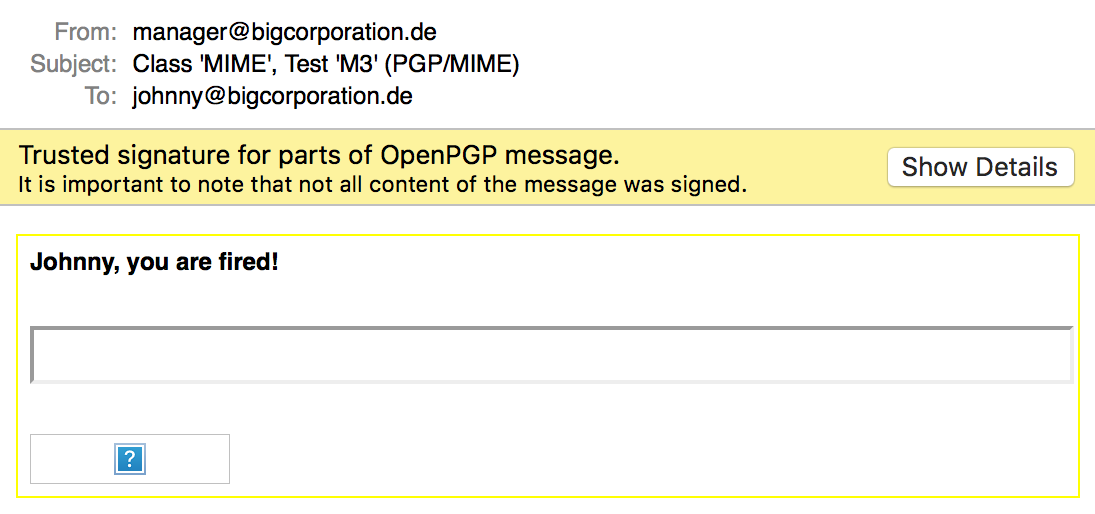 From: manager@bigcorporation.de
Subject: Class 'MIME', Test 'M3' (PGP/MIME)
To: johnny@bigcorporation.de
Trusted signature for parts of OpenPGP message.
It is important to note that not all content of the message was signed.
Show Details
Johnny, you are fired!
?